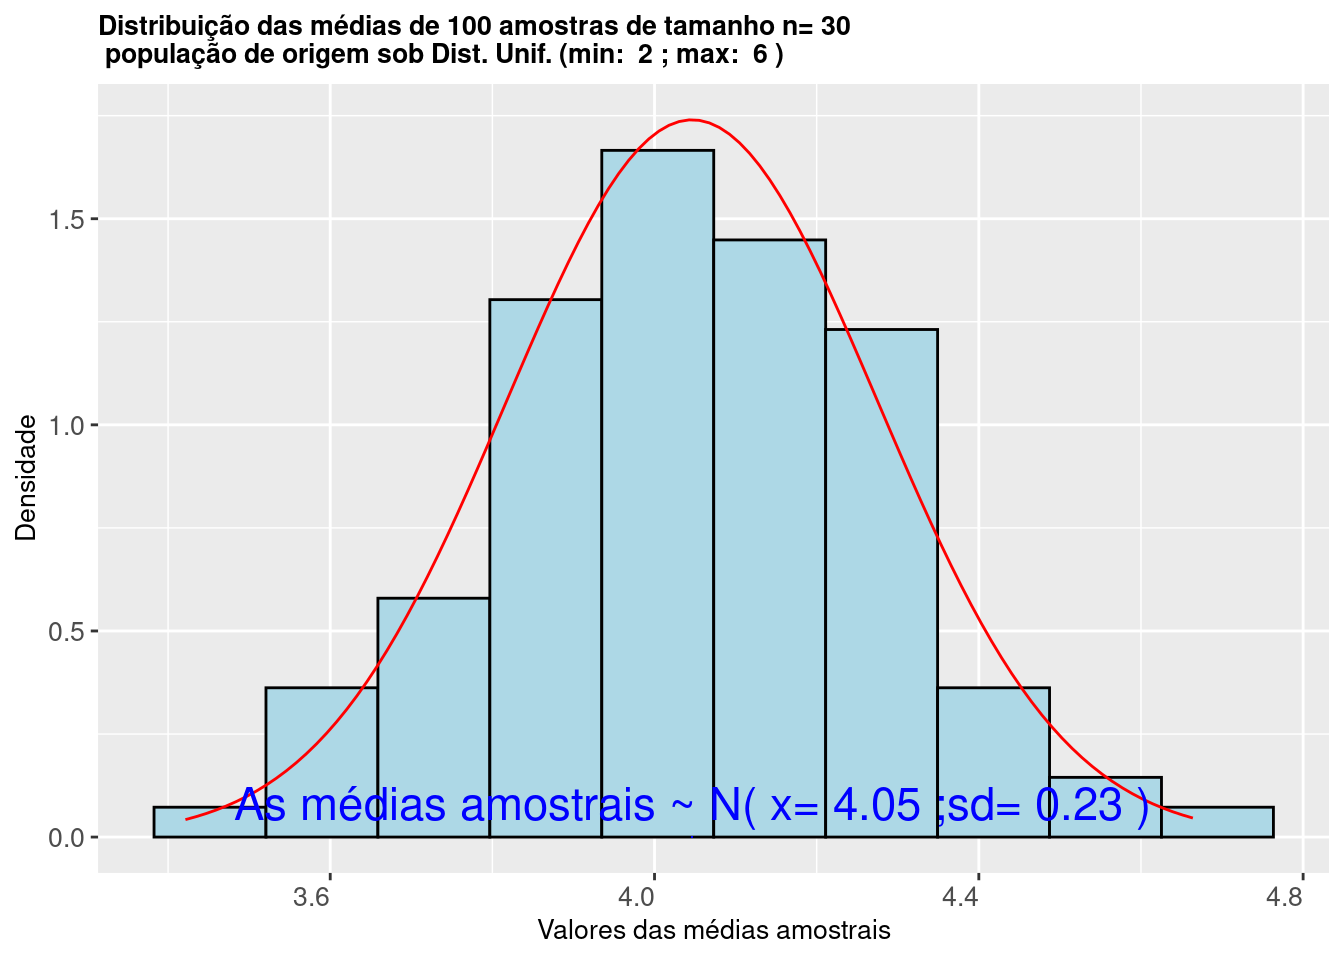 Distribuição das médias de 100 amostras de tamanho n= 30
população de origem sob Dist. Unif. (min:  2 ; max:  6 )
Densidade
1.5
1.0
0.5
0.0
As médias amostrais ~ N( x= 4.05 ;sd= 0.23 )
3.6 4.0 4.4 4.8
Valores das médias amostrais